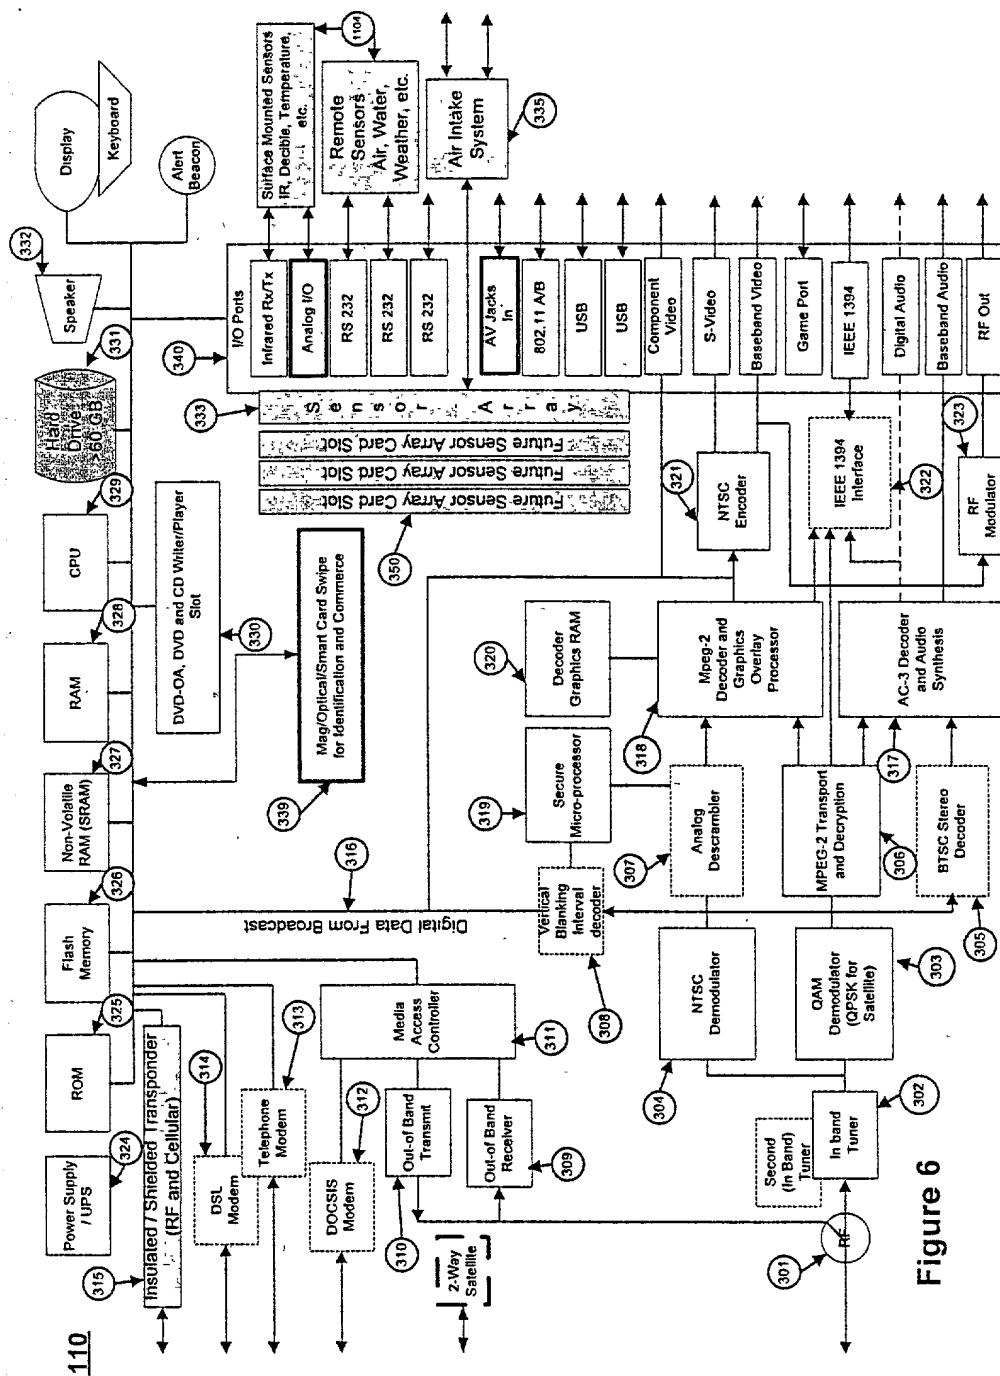 110
Power Supply
/ UPS
324
ROM
325
Flash
Memory
326
Non-Volatile
RAM (SRAM)
327
RAM
328
CPU
329
Hard
Drive
>60 GB
331
Speaker
332
Display
Keyboard
Alert
Beacon
315
Insulated / Shielded Transponder
(RF and Cellular)
314
DSL
Modem
313
Telephone
Modem
312
DOCSIS
Modem
310
Out-of Band
Transmit
Out-of Band
Receiver
309
2-Way
Satellite
Media
Access
Controller
311
DVD-OA, DVD and CD Writer/Player
Slot
330
Mag/Optical/Smart Card Swipe
for Identification and Commerce
339
Digital Data From Broadcast
316
350
Future Sensor Array Card Slot
Future Sensor Array Card Slot
Future Sensor Array Card Slot
Sensor Array
333
340
I/O Ports
Infrared Rx/Tx
Analog I/O
RS 232
RS 232
RS 232
AV Jacks
In
802.11 A/B
USB
USB
Component
Video
S-Video
Baseband Video
Game Port
IEEE 1394
Digital Audio
Baseband Audio
RF Out
Surface Mounted Sensors
IR, Decible, Temperature,
etc.
1104
Remote
Sensors
Air, Water,
Weather, etc.
Air Intake
System
335
Vertical
Blanking
Interval
decoder
308
319
Secure
Micro-processor
320
Decoder
Graphics RAM
321
NTSC
Encoder
304
NTSC
Demodulator
307
Analog
Descrambler
318
Mpeg-2
Decoder and
Graphics
Overlay
Processor
IEEE 1394
Interface
322
323
RF
Modulator
QAM
Demodulator
(QPSK for
Satellite)
303
MPEG-2 Transport
and Decryption
306
317
AC-3 Decoder
and Audio
Synthesis
BTSC Stereo
Decoder
305
Second
(In Band)
Tuner
In band
Tuner
302
301
RF
Figure 6